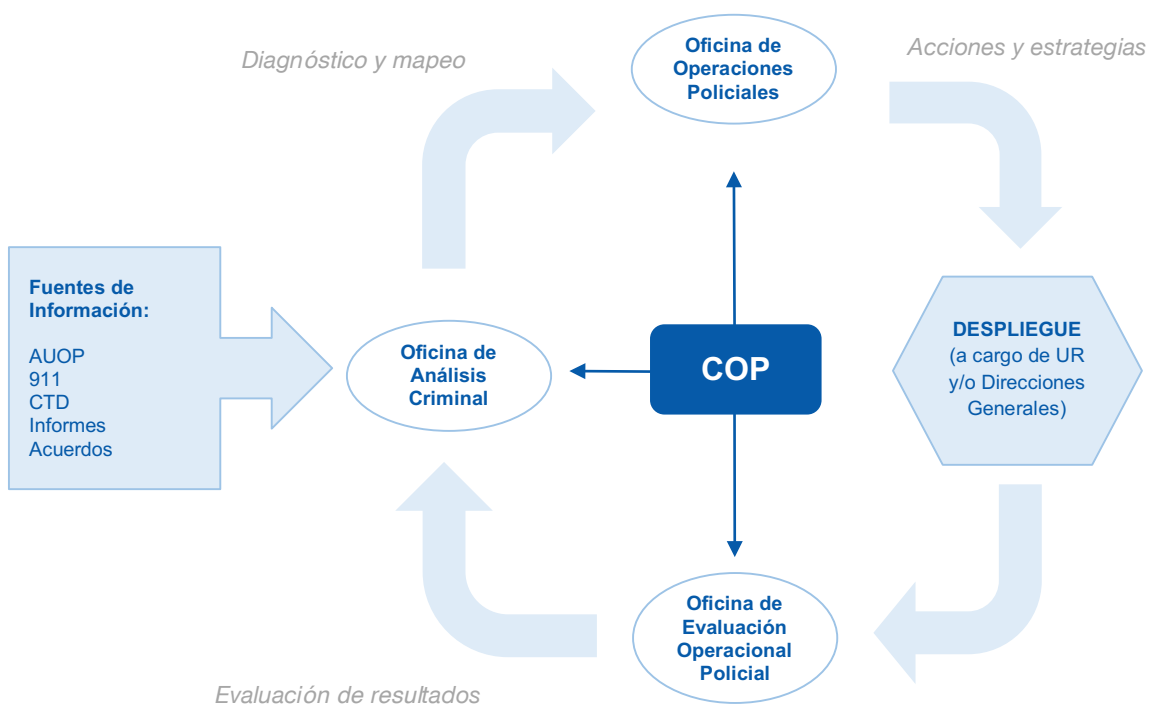 Diagnóstico y mapeo
Oficina de
Operaciones
Policiales
Acciones y estrategias
Fuentes de
Información:
AUOP
911
CTD
Informes
Acuerdos
Oficina de
Análisis
Criminal
COP
DESPLIEGUE
(a cargo de UR
y/o Direcciones
Generales)
Oficina de
Evaluación
Operacional
Policial
Evaluación de resultados